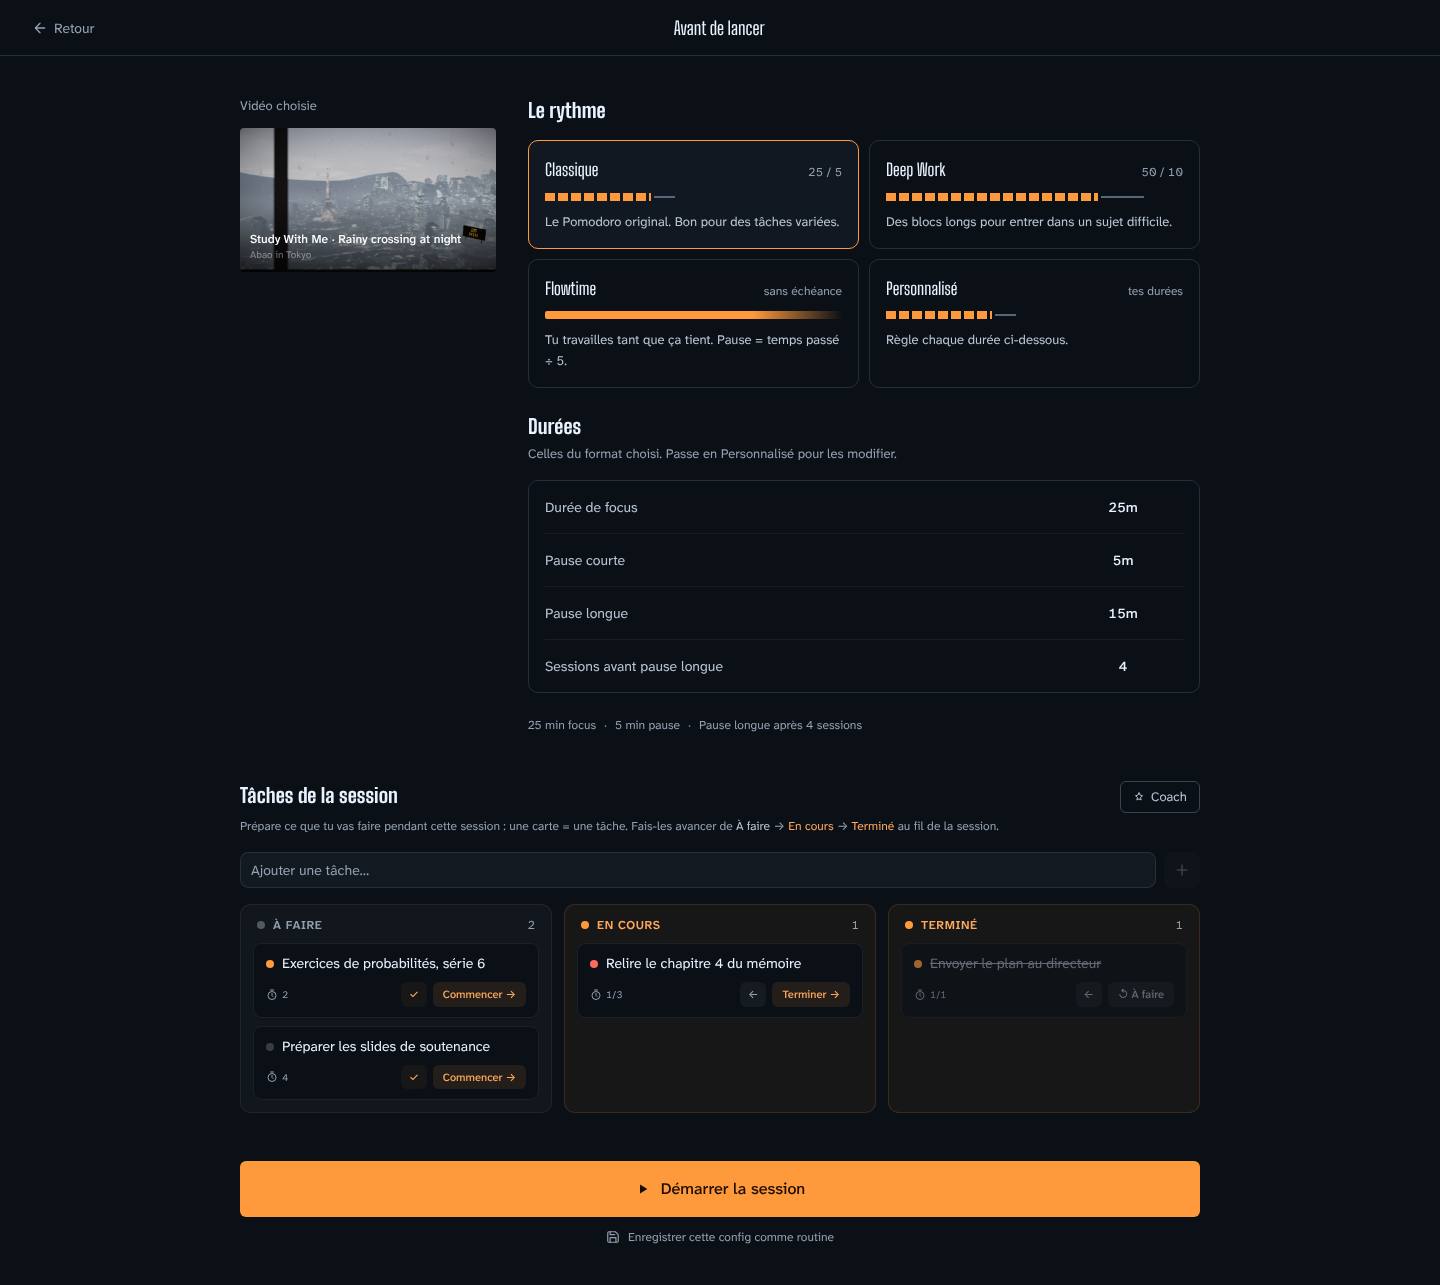 Retour
Avant de lancer
Vidéo choisie
Study With Me · Rainy crossing at night
Abao in Tokyo
Le rythme
Classique
25 / 5
Le Pomodoro original. Bon pour des tâches variées.
Deep Work
50 / 10
Des blocs longs pour entrer dans un sujet difficile.
Flowtime
sans échéance
Tu travailles tant que ça tient. Pause = temps passé
÷ 5.
Personnalisé
tes durées
Règle chaque durée ci-dessous.
Durées
Celles du format choisi. Passe en Personnalisé pour les modifier.
Durée de focus
25m
Pause courte
5m
Pause longue
15m
Sessions avant pause longue
4
25 min focus · 5 min pause · Pause longue après 4 sessions
Tâches de la session
Coach
Prépare ce que tu vas faire pendant cette session : une carte = une tâche. Fais-les avancer de À faire → En cours → Terminé au fil de la session.
Ajouter une tâche...
À FAIRE
2
Exercices de probabilités, série 6
2
Commencer →
Préparer les slides de soutenance
4
Commencer →
EN COURS
1
Relire le chapitre 4 du mémoire
1/3
Terminer →
TERMINÉ
1
Envoyer le plan au directeur
1/1
À faire
Démarrer la session
Enregistrer cette config comme routine